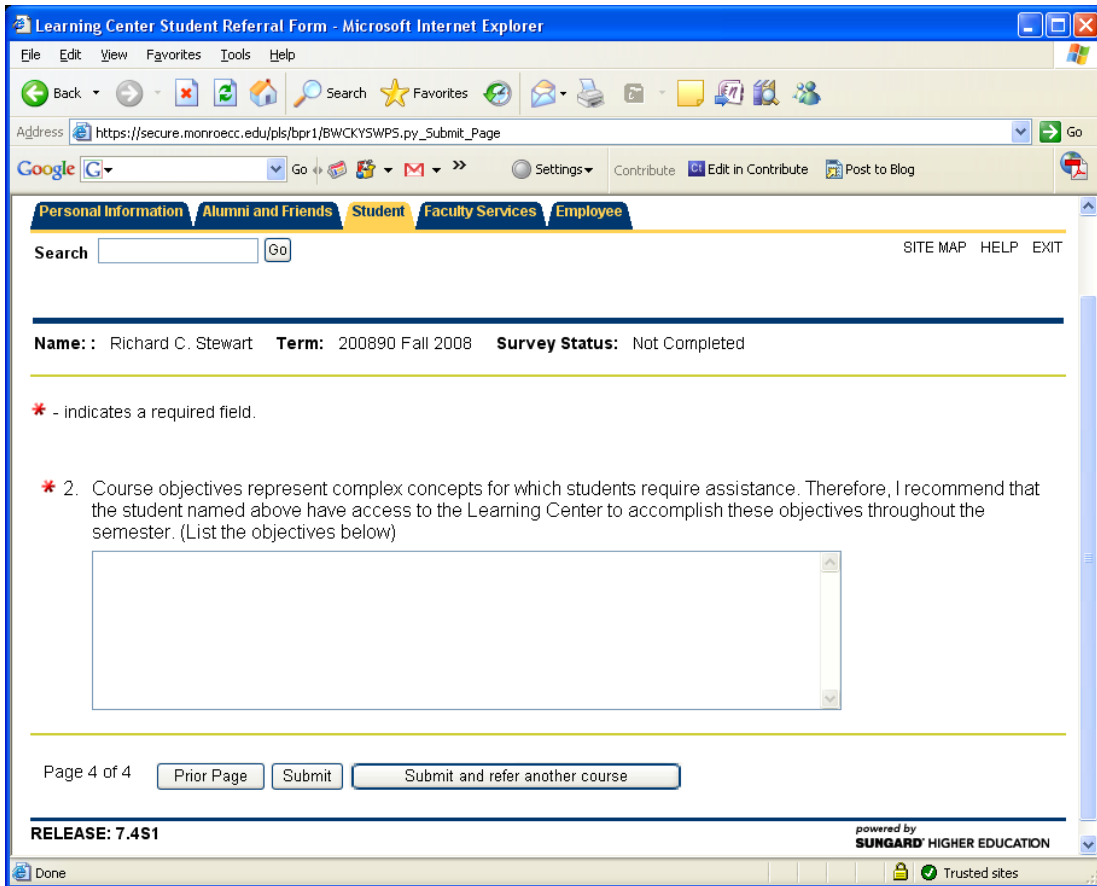 Learning Center Student Referral Form - Microsoft Internet Explorer
File Edit View Favorites Tools Help
Back Search Favorites
Address https://secure.monroecc.edu/pls/bpr1/BWCKYSWPS.py_Submit_Page Go
Google G Go » Settings Contribute Ct Edit in Contribute Post to Blog
Personal Information Alumni and Friends Student Faculty Services Employee
Search Go SITE MAP HELP EXIT
Name: : Richard C. Stewart Term: 200890 Fall 2008 Survey Status: Not Completed
* - indicates a required field.
* 2. Course objectives represent complex concepts for which students require assistance. Therefore, I recommend that
the student named above have access to the Learning Center to accomplish these objectives throughout the
semester. (List the objectives below)
Page 4 of 4 Prior Page Submit Submit and refer another course
RELEASE: 7.4S1 powered by
SUNGARD' HIGHER EDUCATION
Done Trusted sites